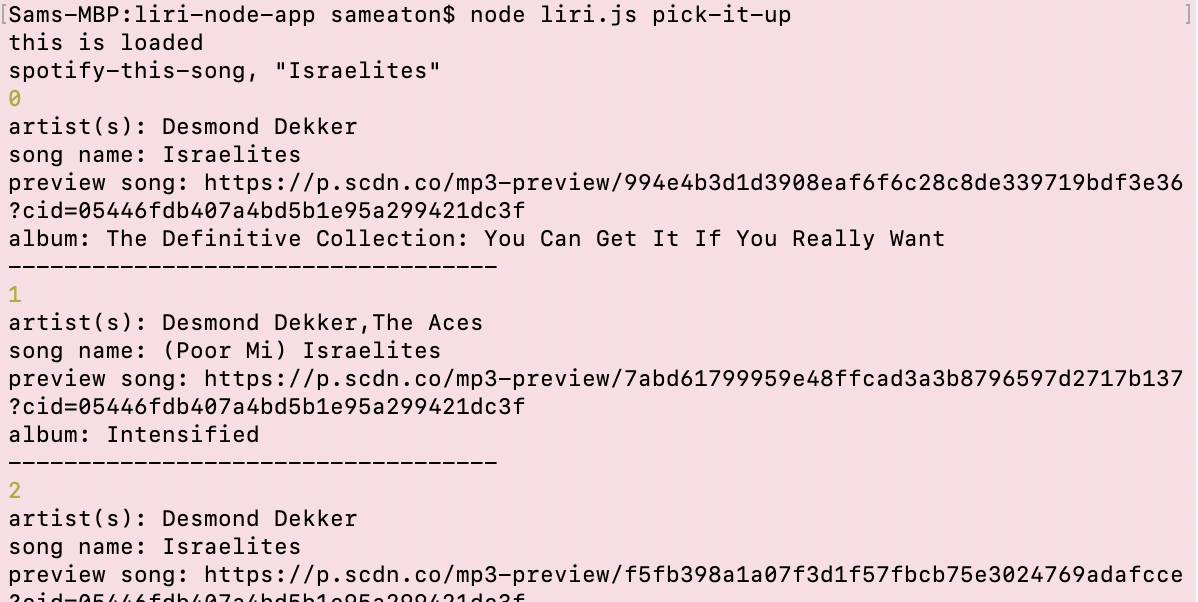 [Sams-MBP:liri-node-app sameaton$ node liri.js pick-it-up ]
this is loaded
spotify-this-song, "Israelites"
0
artist(s): Desmond Dekker
song name: Israelites
preview song: https://p.scdn.co/mp3-preview/994e4b3d1d3908eaf6f6c28c8de339719bdf3e36
?cid=05446fdb407a4bd5b1e95a299421dc3f
album: The Definitive Collection: You Can Get It If You Really Want
-----------------------------------
1
artist(s): Desmond Dekker,The Aces
song name: (Poor Mi) Israelites
preview song: https://p.scdn.co/mp3-preview/7abd61799959e48ffcad3a3b8796597d2717b137
?cid=05446fdb407a4bd5b1e95a299421dc3f
album: Intensified
-----------------------------------
2
artist(s): Desmond Dekker
song name: Israelites
preview song: https://p.scdn.co/mp3-preview/f5fb398a1a07f3d1f57fbcb75e3024769adafcce
?cid=05446fdb407a4bd5b1e95a299421dc3f